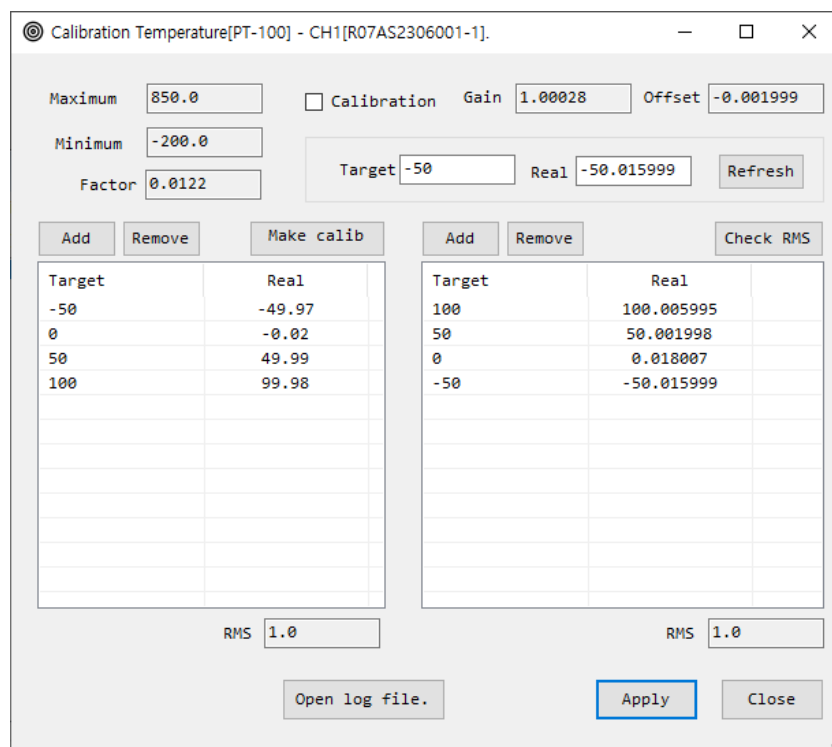 Calibration Temperature[PT-100] - CH1[R07AS2306001-1].
Maximum 850.0
Calibration Gain 1.00028 Offset -0.001999
Minimum -200.0
Target -50 Real -50.015999 Refresh
Factor 0.0122
Add Remove Make calib
Target Real
-50 -49.97
0 -0.02
50 49.99
100 99.98
RMS 1.0
Add Remove Check RMS
Target Real
100 100.005995
50 50.001998
0 0.018007
-50 -50.015999
RMS 1.0
Open log file. Apply Close